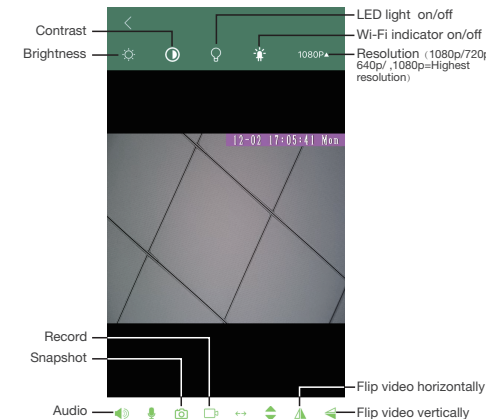 LED light on/off
Contrast
Wi-Fi indicator on/off
Brightness
1080P▲
Resolution（1080p/720p
640p/ ,1080p=Highest
resolution）
12-02 17:05:41 Mon
Record
Snapshot
Flip video horizontally
Audio
Flip video vertically